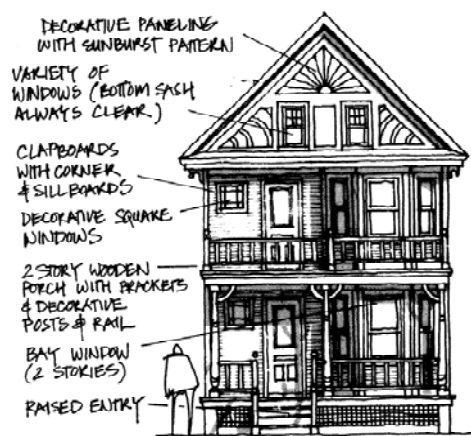 DECORATIVE PANELING
WITH SUNBURST PATTERN
VARIETY OF
WINDOWS (BOTTOM SASH
ALWAYS CLEAR.)
CLAPBOARDS
WITH CORNER
& SILLBOARDS
DECORATIVE SQUARE
WINDOWS
2 STORY WOODEN
PORCH WITH BRACKETS
& DECORATIVE
POSTS & RAIL
BAY WINDOW
(2 STORIES)
RAISED ENTRY